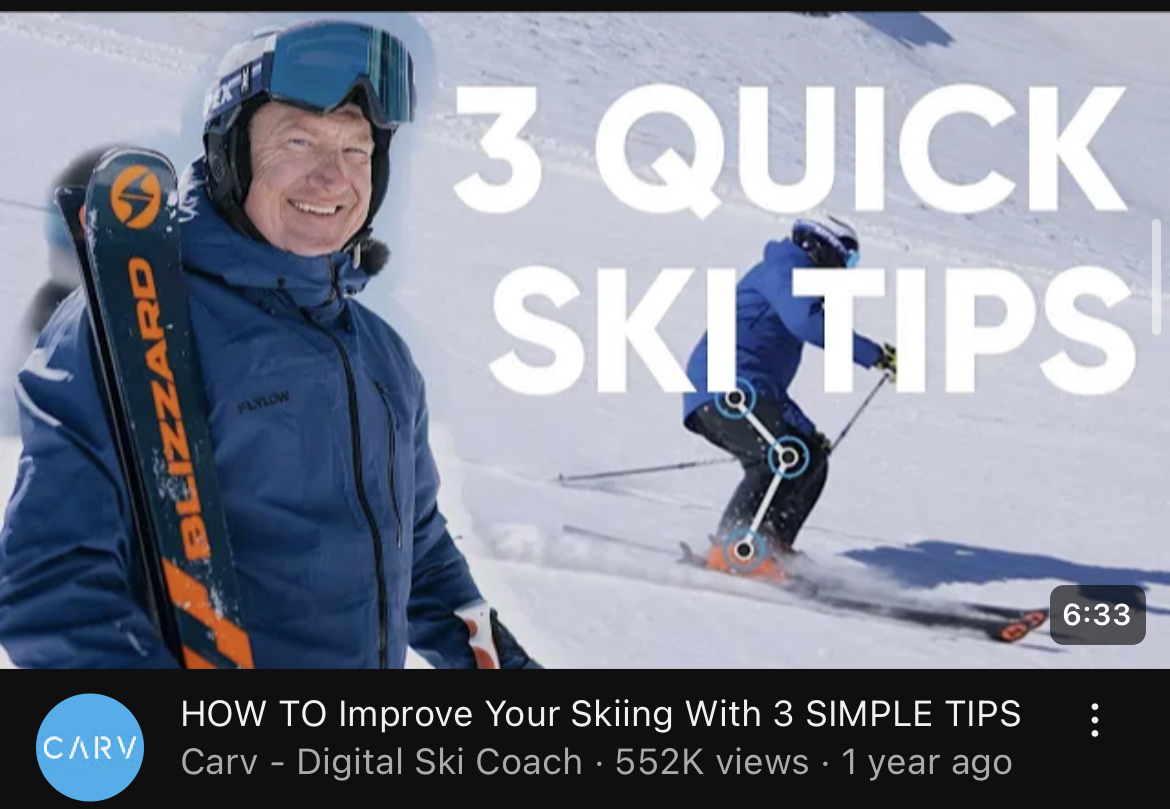 3 QUICK
SKI TIPS
BLIZZARD
FLYLOW
6:33
CARV
HOW TO Improve Your Skiing With 3 SIMPLE TIPS
Carv - Digital Ski Coach · 552K views · 1 year ago